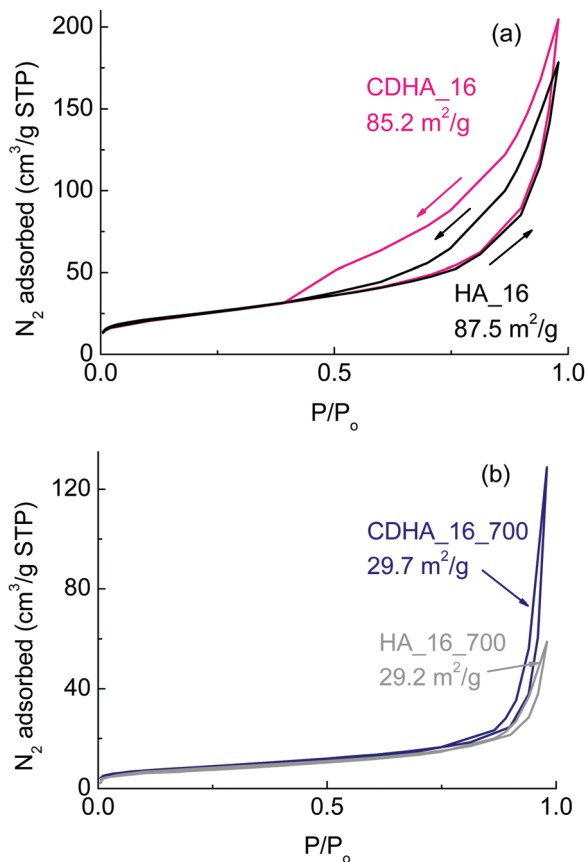 (a)
N₂ adsorbed (cm³/g STP)
200
150
100
50
0
CDHA_16
85.2 m²/g
HA_16
87.5 m²/g
0.0
0.5
1.0
P/Pₒ
(b)
N₂ adsorbed (cm³/g STP)
120
80
40
0
CDHA_16_700
29.7 m²/g
HA_16_700
29.2 m²/g
0.0
0.5
1.0
P/Pₒ